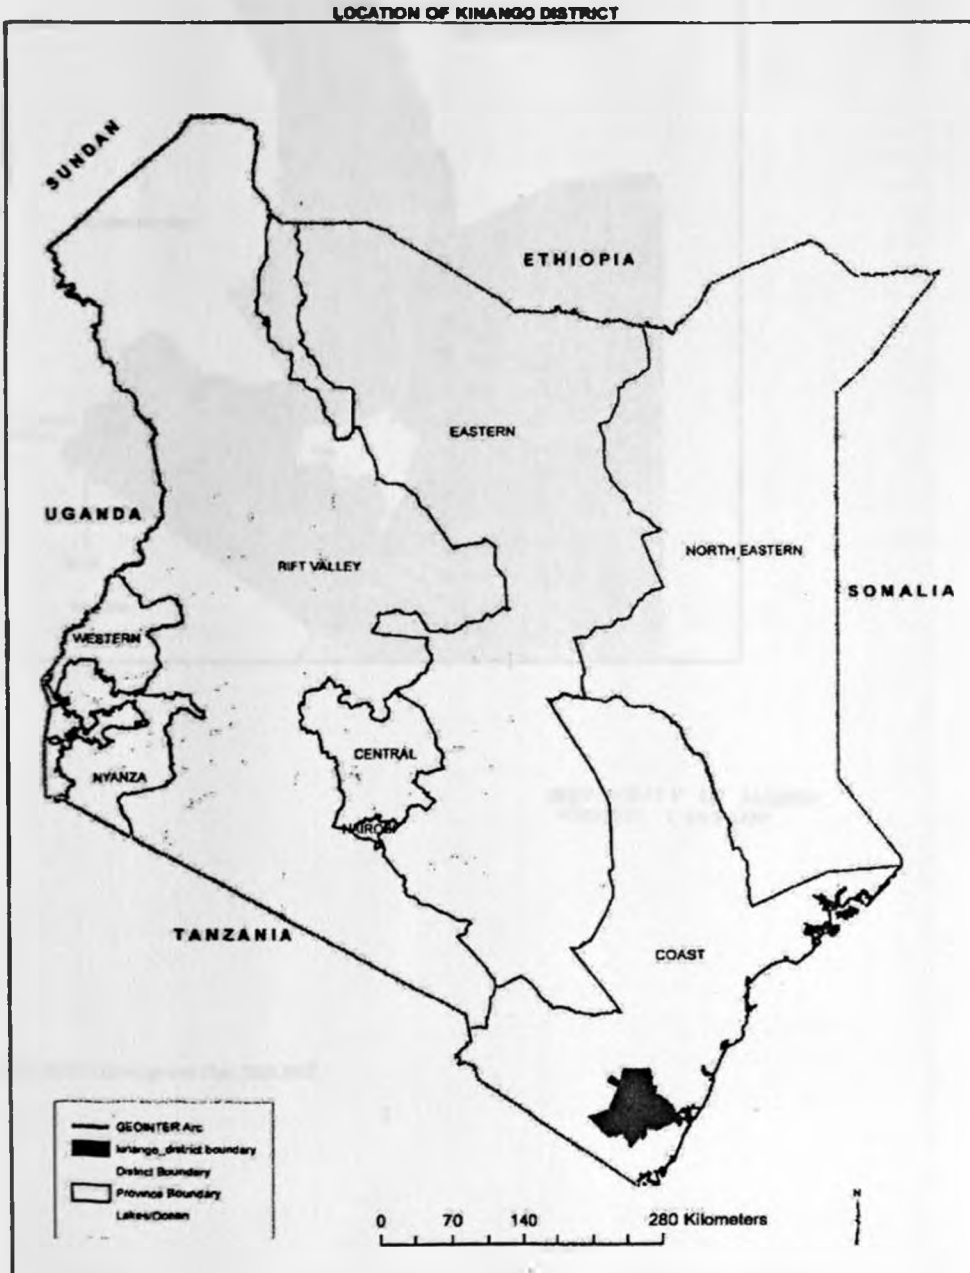 LOCATION OF KINANGO DISTRICT
SUNDAN
ETHIOPIA
EASTERN
UGANDA
NORTH EASTERN
RIFT VALLEY
SOMALIA
WESTERN
CENTRAL
NYANZA
NAIROBI
TANZANIA
COAST
GEOINTER Arc
kinango_district boundary
District Boundary
Province Boundary
Lakes/Ocean
N
0 70 140 280 Kilometers